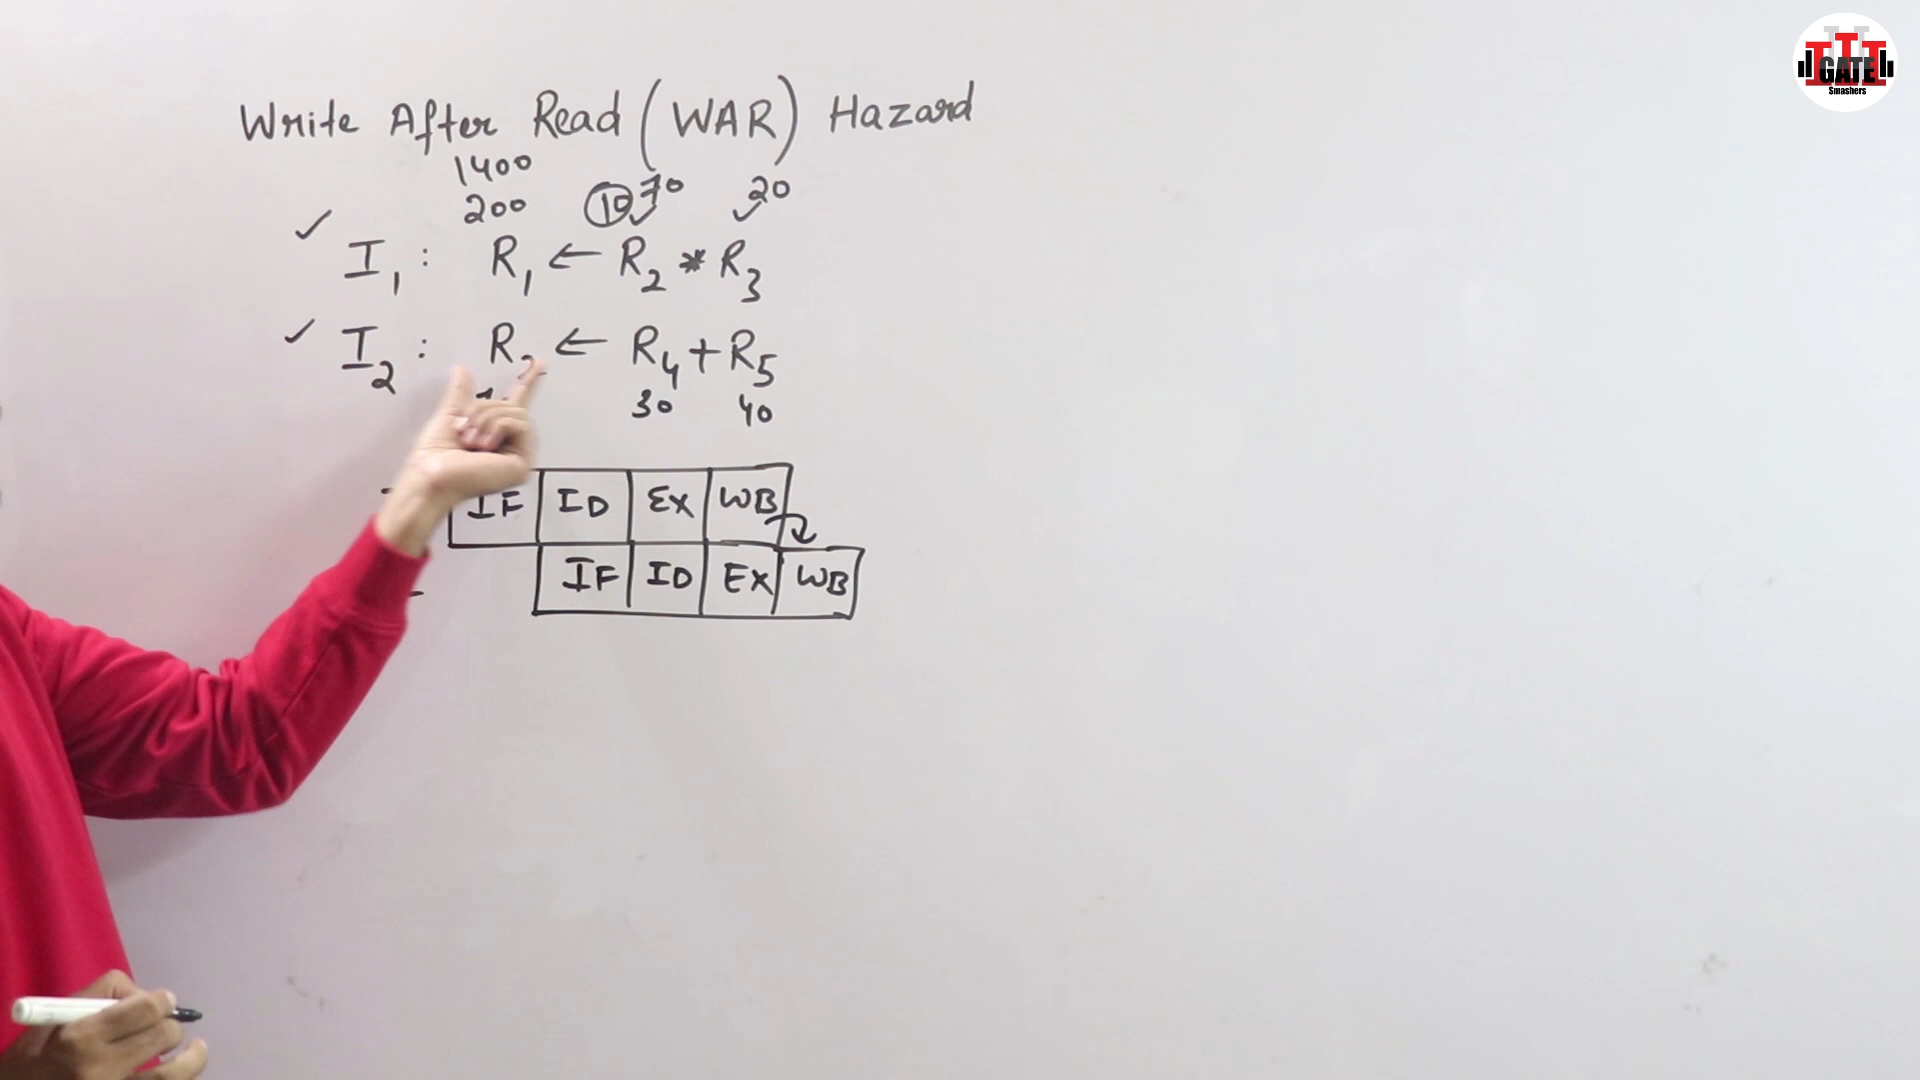 Write After Read (WAR) Hazard
1400
200 10 70 20
I1 : R1 ← R2 * R3
I2 : R2 ← R4 + R5
30 40
IF ID EX WB
IF ID EX WB
GATE
Smashers